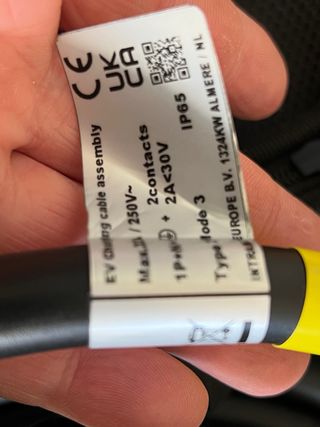 CE
UK
CA
EV Charging cable assembly
Max. / 250V~ 2contacts
1P+N+⏚ + 2A<30V IP65
Mode 3
EUROPE B.V. 1324KW ALMERE / NL